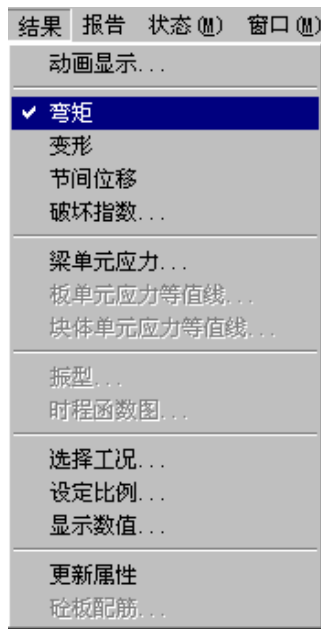 结果 报告 状态(M) 窗口(M)
动画显示...
弯矩
变形
节间位移
破坏指数...
梁单元应力...
板单元应力等值线...
块体单元应力等值线...
振型...
时程函数图...
选择工况...
设定比例...
显示数值...
更新属性
砼板配筋...